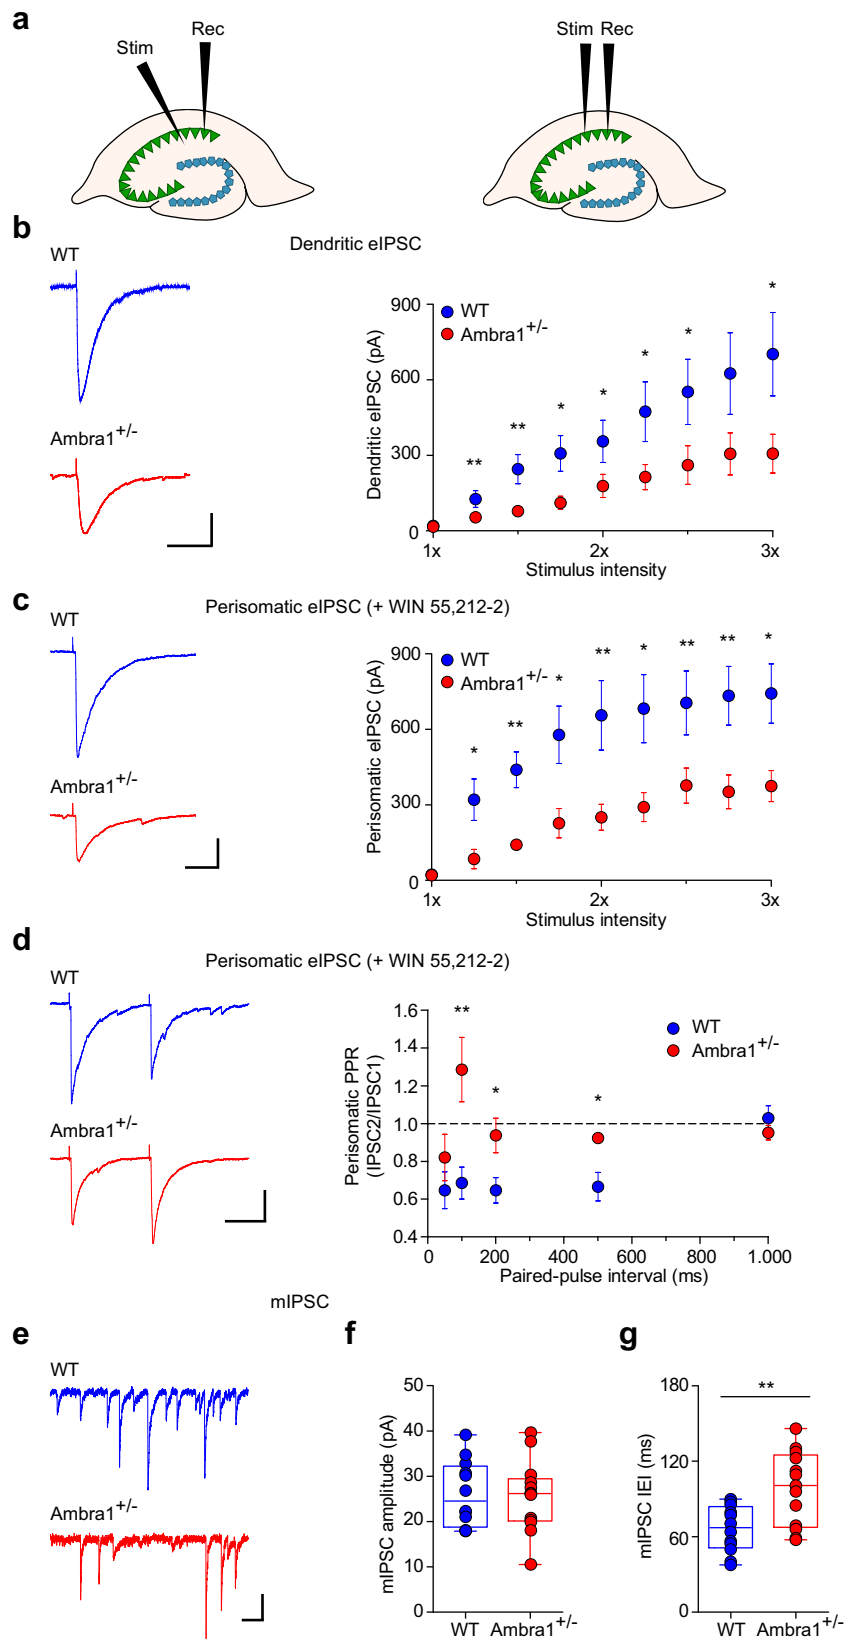 a
Stim
Rec
Stim Rec
b
Dendritic eIPSC
WT
Ambra1+/-
900
600
300
0
Dendritic eIPSC (pA)
WT
Ambra1+/-
**
**
*
*
*
*
*
1x
2x
3x
Stimulus intensity
c
Perisomatic eIPSC (+ WIN 55,212-2)
WT
Ambra1+/-
900
600
300
0
Perisomatic eIPSC (pA)
WT
Ambra1+/-
*
**
*
**
*
**
**
*
1x
2x
3x
Stimulus intensity
d
Perisomatic eIPSC (+ WIN 55,212-2)
WT
Ambra1+/-
1.6
1.4
1.2
1.0
0.8
0.6
0.4
Perisomatic PPR
(IPSC2/IPSC1)
**
*
*
WT
Ambra1+/-
0
200
400
600
800
1.000
Paired-pulse interval (ms)
mIPSC
e
WT
Ambra1+/-
f
50
40
30
20
10
0
mIPSC amplitude (pA)
WT
Ambra1+/-
g
180
120
60
0
mIPSC IEI (ms)
**
WT
Ambra1+/-